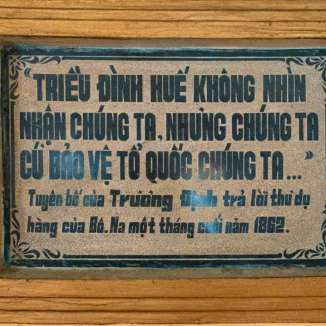 "TRIỀU ĐÌNH HUẾ KHÔNG NHÌN
NHẬN CHÚNG TA, NHƯNG CHÚNG TA
CỨ BẢO VỆ TỔ QUỐC CHÚNG TA..."
Tuyên bố của Trương Định trả lời thư dụ
hàng của Bô.Na một tháng cuối năm 1862.